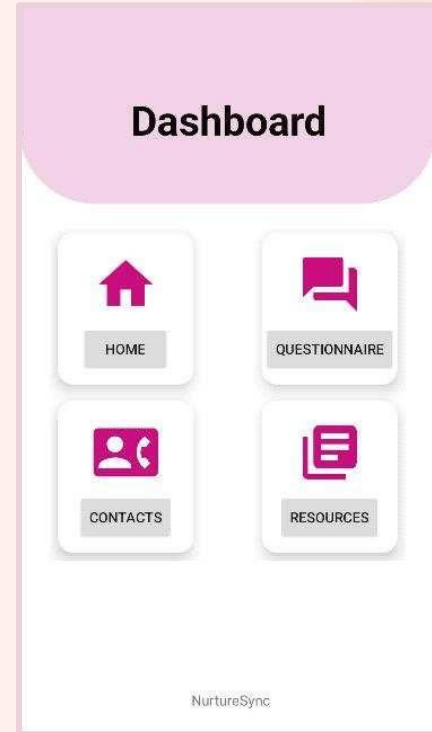 Dashboard
HOME
QUESTIONNAIRE
CONTACTS
RESOURCES
NurtureSync